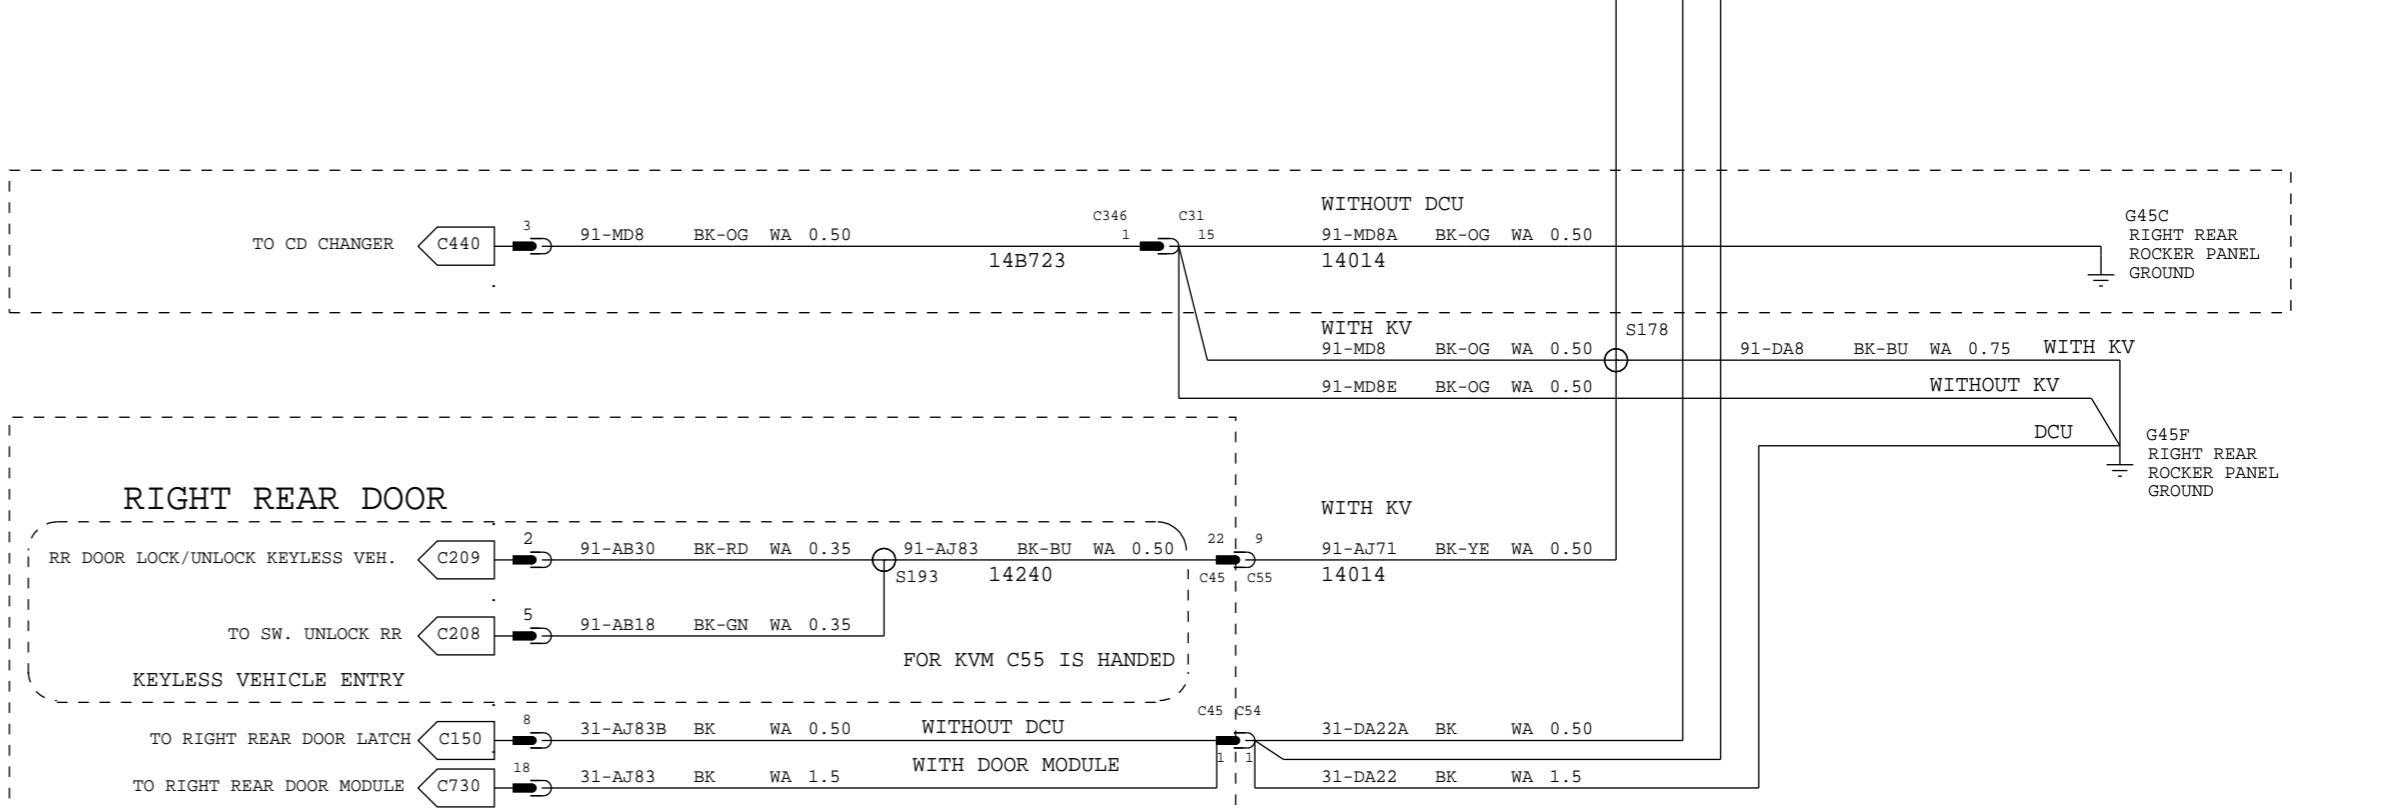 WITHOUT DCU
C346 C31
G45C
RIGHT REAR
ROCKER PANEL
GROUND
TO CD CHANGER C440 3 91-MD8 BK-OG WA 0.50 1 15 91-MD8A BK-OG WA 0.50
14B723 14014
WITH KV
S178
91-MD8 BK-OG WA 0.50 91-DA8 BK-BU WA 0.75 WITH KV
91-MD8E BK-OG WA 0.50 WITHOUT KV
DCU
G45F
RIGHT REAR
ROCKER PANEL
GROUND
RIGHT REAR DOOR
WITH KV
RR DOOR LOCK/UNLOCK KEYLESS VEH. C209 2 91-AB30 BK-RD WA 0.35 91-AJ83 BK-BU WA 0.50 22 9 91-AJ71 BK-YE WA 0.50
S193 14240 C45 C55 14014
TO SW. UNLOCK RR C208 5 91-AB18 BK-GN WA 0.35
FOR KVM C55 IS HANDED
KEYLESS VEHICLE ENTRY
C45 C54
TO RIGHT REAR DOOR LATCH C150 8 31-AJ83B BK WA 0.50 WITHOUT DCU 31-DA22A BK WA 0.50
WITH DOOR MODULE 1 1
TO RIGHT REAR DOOR MODULE C730 18 31-AJ83 BK WA 1.5 31-DA22 BK WA 1.5